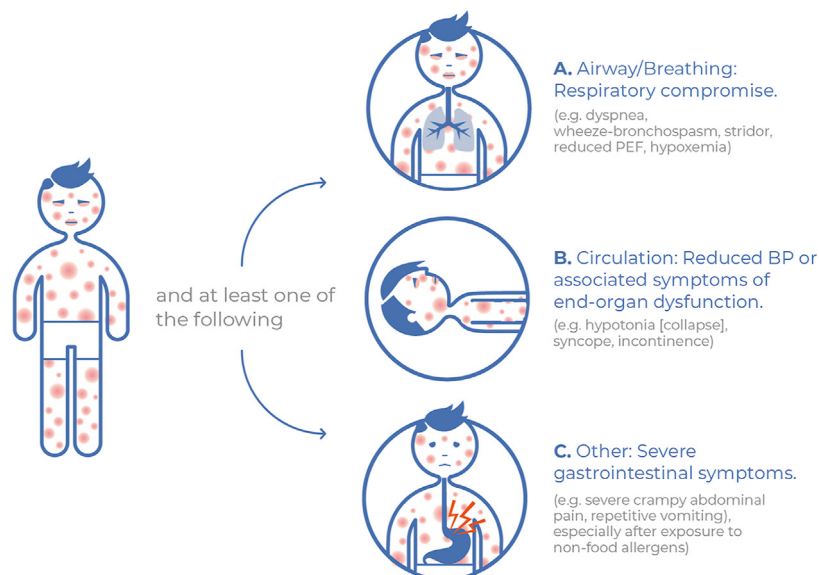 and at least one of
the following
A. Airway/Breathing:
Respiratory compromise.
(e.g. dyspnea,
wheeze-bronchospasm, stridor,
reduced PEF, hypoxemia)
B. Circulation: Reduced BP or
associated symptoms of
end-organ dysfunction.
(e.g. hypotonia [collapse],
syncope, incontinence)
C. Other: Severe
gastrointestinal symptoms.
(e.g. severe crampy abdominal
pain, repetitive vomiting),
especially after exposure to
non-food allergens)